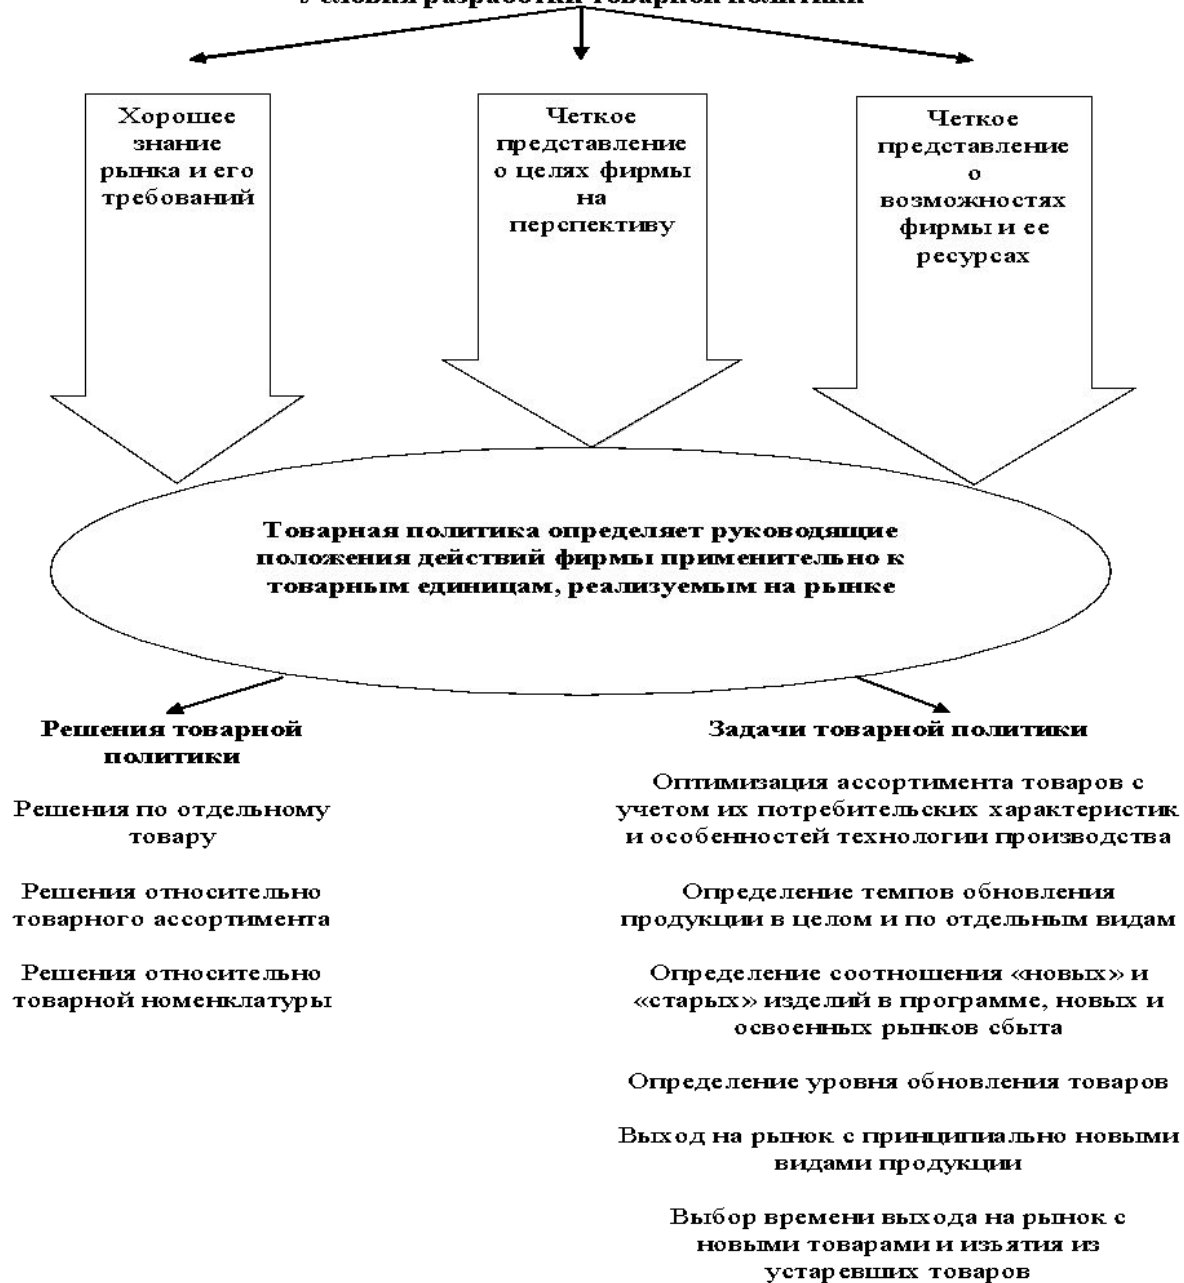 Условия разработки товарной политики
Хорошее
знание
рынка и его
требований
Четкое
представление
о целях фирмы
на
перспективу
Четкое
представление
о
возможностях
фирмы и ее
ресурсах
Товарная политика определяет руководящие
положения действий фирмы применительно к
товарным единицам, реализуемым на рынке
Решения товарной
политики
Решения по отдельному
товару
Решения относительно
товарного ассортимента
Решения относительно
товарной номенклатуры
Задачи товарной политики
Оптимизация ассортимента товаров с
учетом их потребительских характеристик
и особенностей технологии производства
Определение темпов обновления
продукции в целом и по отдельным видам
Определение соотношения «новых» и
«старых» изделий в программе, новых и
освоенных рынков сбыта
Определение уровня обновления товаров
Выход на рынок с принципиально новыми
видами продукции
Выбор времени выхода на рынок с
новыми товарами и изьятия из
устаревших товаров